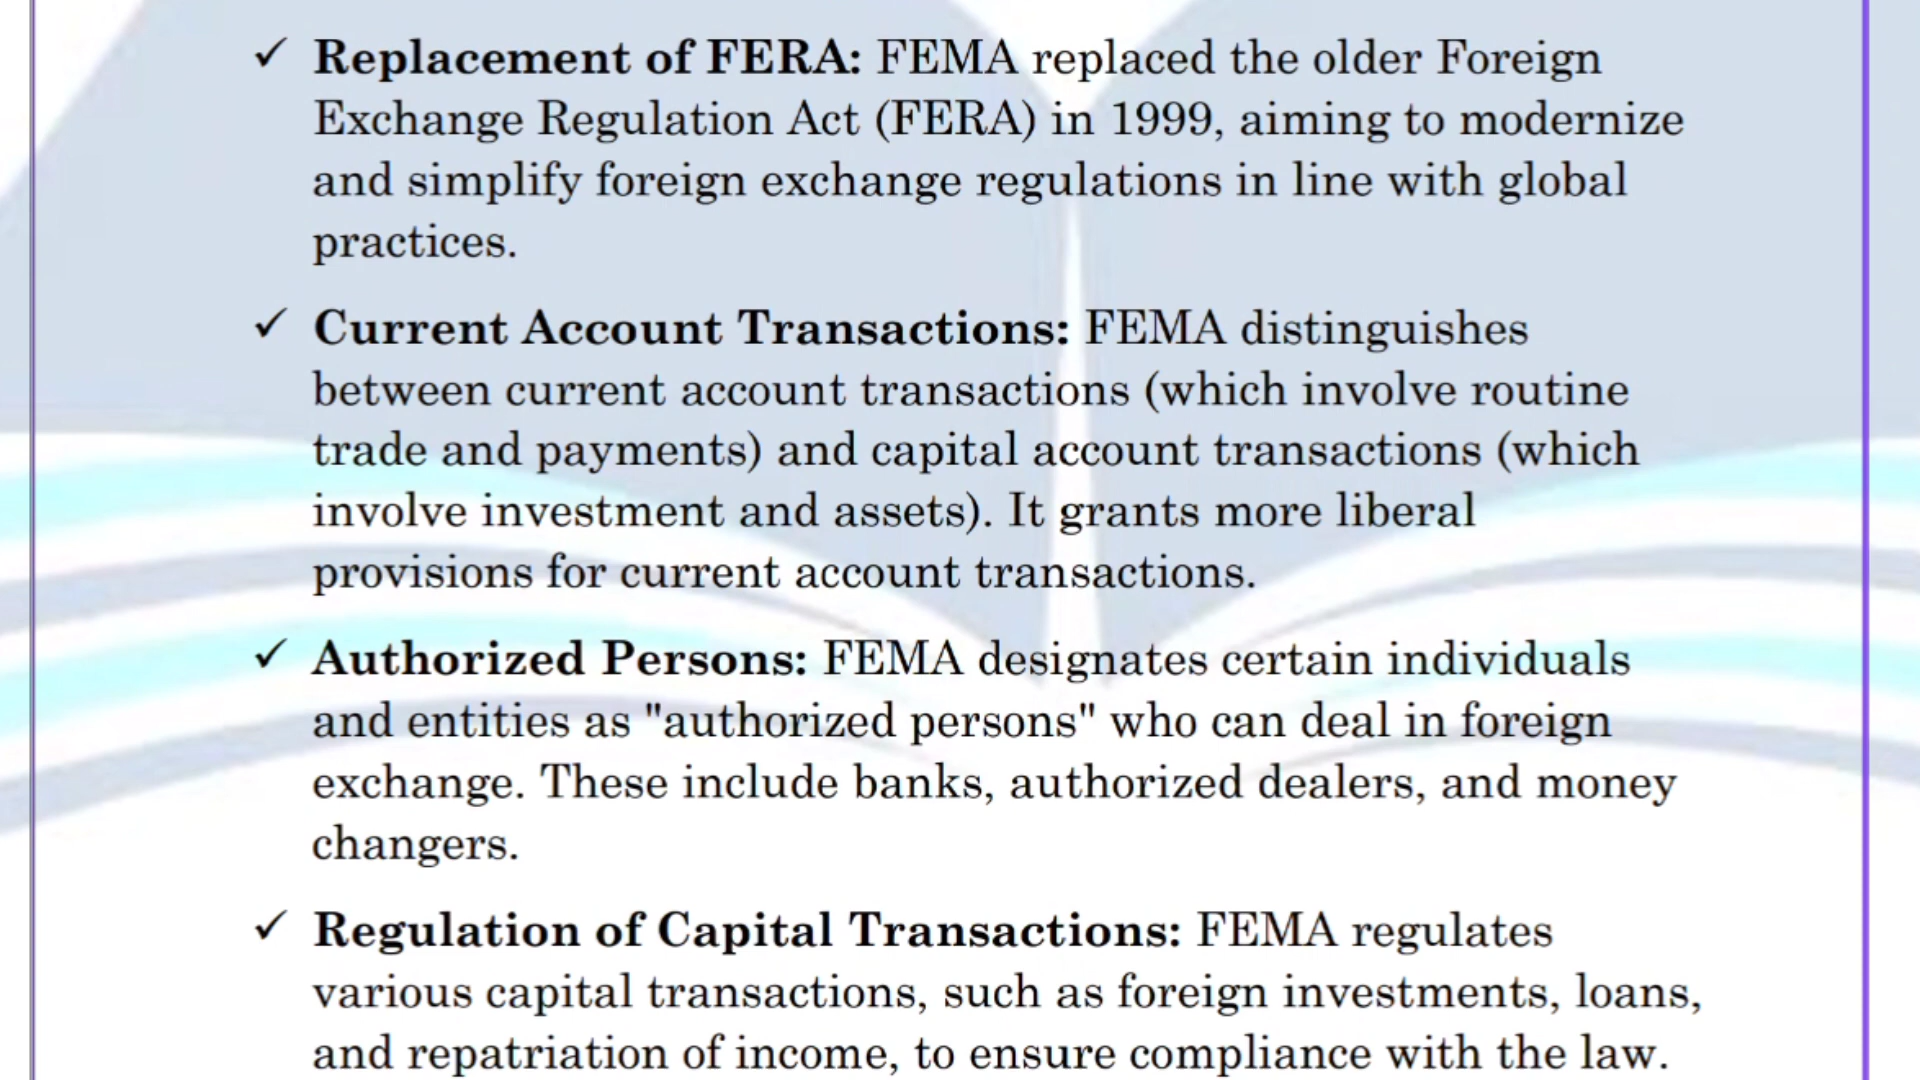 ✓ Replacement of FERA: FEMA replaced the older Foreign
Exchange Regulation Act (FERA) in 1999, aiming to modernize
and simplify foreign exchange regulations in line with global
practices.
✓ Current Account Transactions: FEMA distinguishes
between current account transactions (which involve routine
trade and payments) and capital account transactions (which
involve investment and assets). It grants more liberal
provisions for current account transactions.
✓ Authorized Persons: FEMA designates certain individuals
and entities as "authorized persons" who can deal in foreign
exchange. These include banks, authorized dealers, and money
changers.
✓ Regulation of Capital Transactions: FEMA regulates
various capital transactions, such as foreign investments, loans,
and repatriation of income, to ensure compliance with the law.